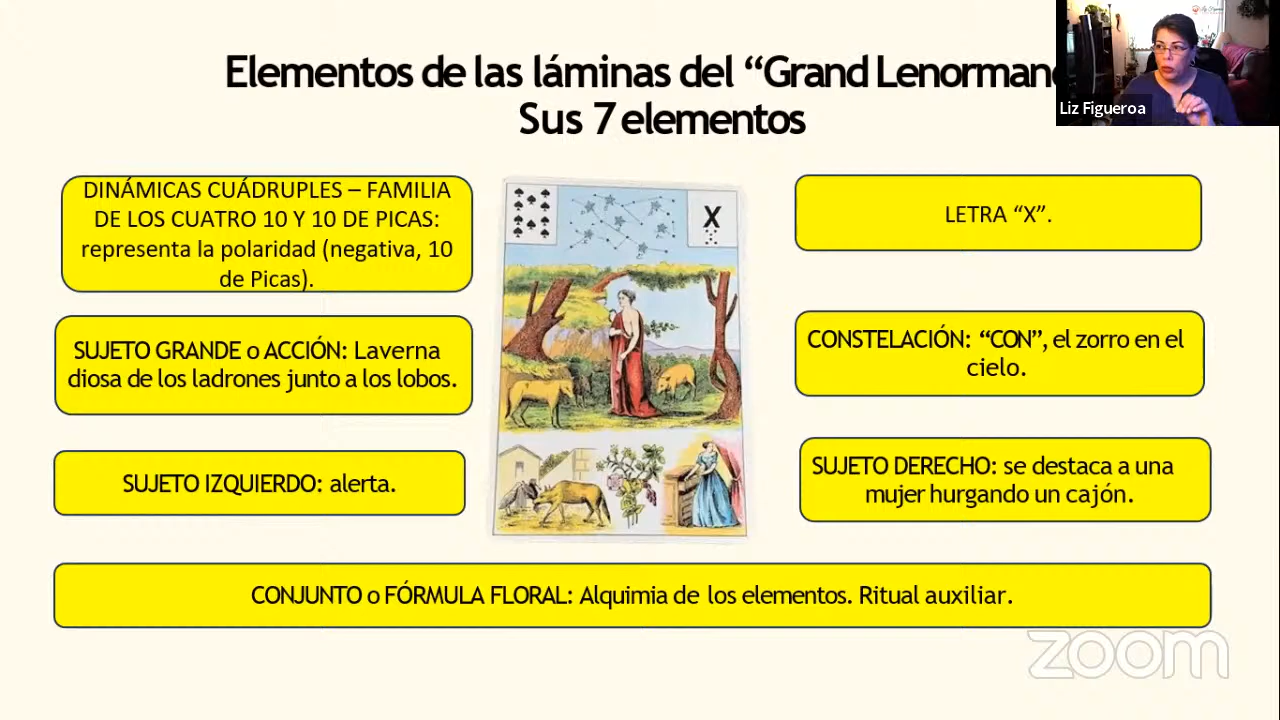 Elementos de las láminas del “Grand Lenormand
Sus 7 elementos
Liz Figueroa
DINÁMICAS CUÁDRUPLES – FAMILIA
DE LOS CUATRO 10 Y 10 DE PICAS:
representa la polaridad (negativa, 10
de Picas).
X
LETRA “X”.
SUJETO GRANDE o ACCIÓN: Laverna
diosa de los ladrones junto a los lobos.
CONSTELACIÓN: “CON”, el zorro en el
cielo.
SUJETO IZQUIERDO: alerta.
SUJETO DERECHO: se destaca a una
mujer hurgando un cajón.
CONJUNTO o FÓRMULA FLORAL: Alquimia de los elementos. Ritual auxiliar.
zoom